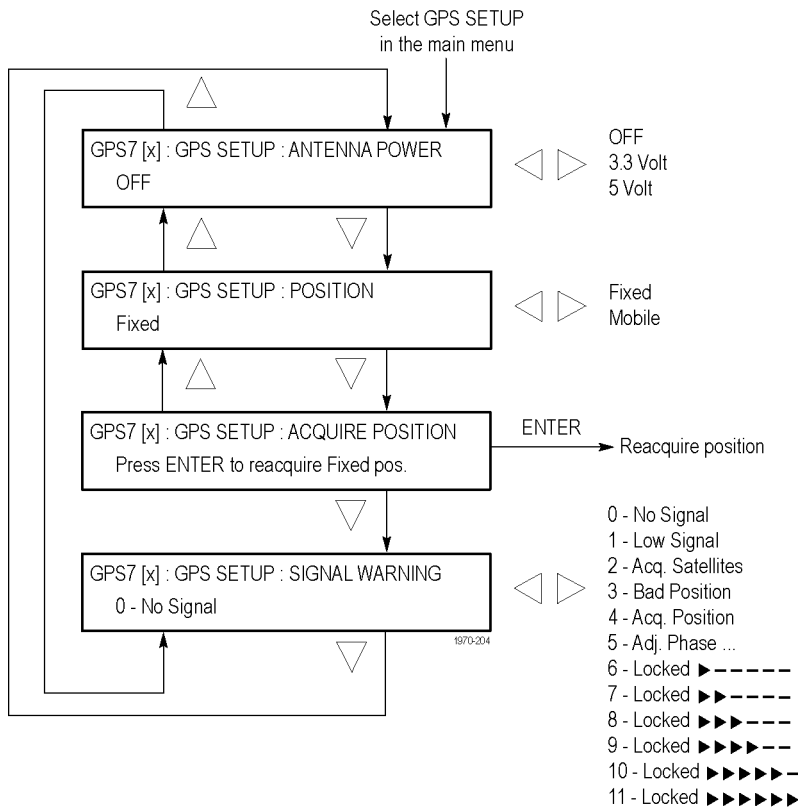 Select GPS SETUP
in the main menu
GPS7 [x] : GPS SETUP : ANTENNA POWER
OFF
OFF
3.3 Volt
5 Volt
GPS7 [x] : GPS SETUP : POSITION
Fixed
Fixed
Mobile
GPS7 [x] : GPS SETUP : ACQUIRE POSITION
Press ENTER to reacquire Fixed pos.
ENTER
Reacquire position
GPS7 [x] : GPS SETUP : SIGNAL WARNING
0 - No Signal
1970-204
0 - No Signal
1 - Low Signal
2 - Acq. Satellites
3 - Bad Position
4 - Acq. Position
5 - Adj. Phase ...
6 - Locked ▶-----
7 - Locked ▶▶----
8 - Locked ▶▶▶---
9 - Locked ▶▶▶▶--
10 - Locked ▶▶▶▶▶-
11 - Locked ▶▶▶▶▶▶